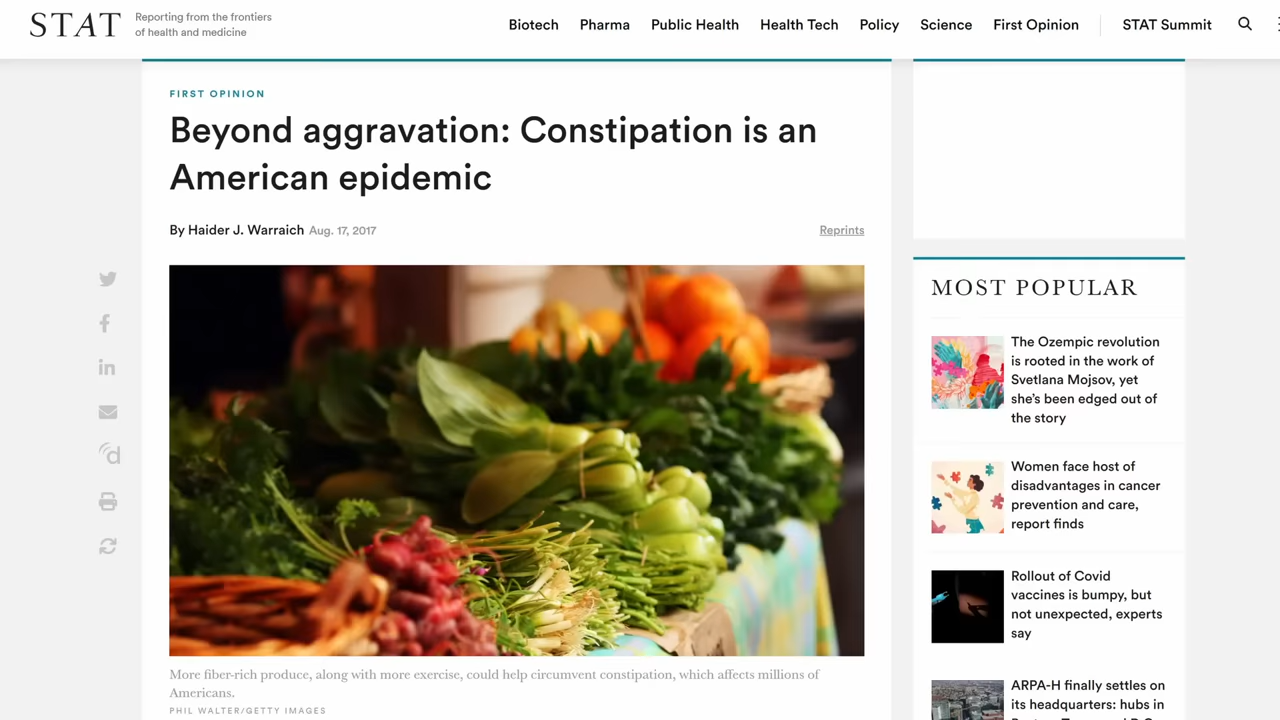 STAT
Reporting from the frontiers
of health and medicine
Biotech
Pharma
Public Health
Health Tech
Policy
Science
First Opinion
STAT Summit
FIRST OPINION
Beyond aggravation: Constipation is an
American epidemic
By Haider J. Warraich Aug. 17, 2017
Reprints
More fiber-rich produce, along with more exercise, could help circumvent constipation, which affects millions of
Americans.
PHIL WALTER/GETTY IMAGES
MOST POPULAR
The Ozempic revolution
is rooted in the work of
Svetlana Mojsov, yet
she's been edged out of
the story
Women face host of
disadvantages in cancer
prevention and care,
report finds
Rollout of Covid
vaccines is bumpy, but
not unexpected, experts
say
ARPA-H finally settles on
its headquarters: hubs in